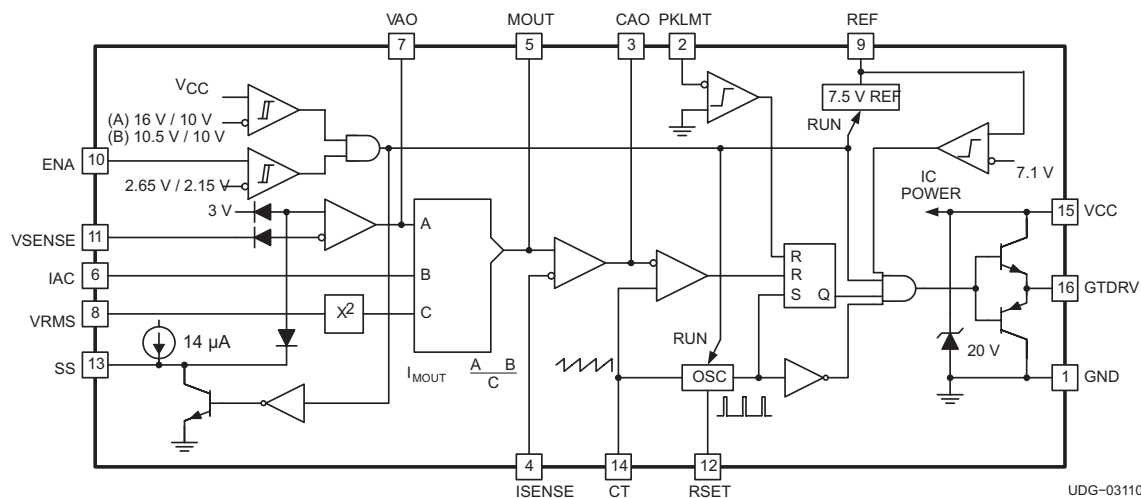 VAO MOUT CAO PKLMT REF
7 5 3 2 9
VCC
(A) 16 V / 10 V
(B) 10.5 V / 10 V
7.5 V REF
RUN
10
ENA
2.65 V / 2.15 V
7.1 V
IC
POWER
3 V
15 VCC
11
VSENSE
A
6
IAC
B
R
R
S Q
16 GTDRV
8
VRMS
X2
C
14 µA
RUN
13
SS
20 V
IMOUT A B
C
OSC
1
GND
4 14 12
ISENSE CT RSET
UDG−03110